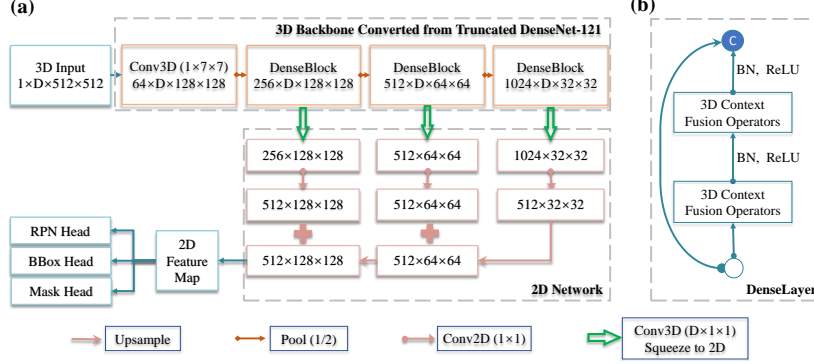 (a)
3D Backbone Converted from Truncated DenseNet-121
3D Input
1×D×512×512
Conv3D (1×7×7)
64×D×128×128
DenseBlock
256×D×128×128
DenseBlock
512×D×64×64
DenseBlock
1024×D×32×32
256×128×128
512×64×64
1024×32×32
512×128×128
512×64×64
512×32×32
512×128×128
512×64×64
2D Network
2D
Feature
Map
RPN Head
BBox Head
Mask Head
Upsample
Pool (1/2)
Conv2D (1×1)
Conv3D (D×1×1)
Squeeze to 2D
(b)
C
BN, ReLU
3D Context
Fusion Operators
BN, ReLU
3D Context
Fusion Operators
DenseLayer